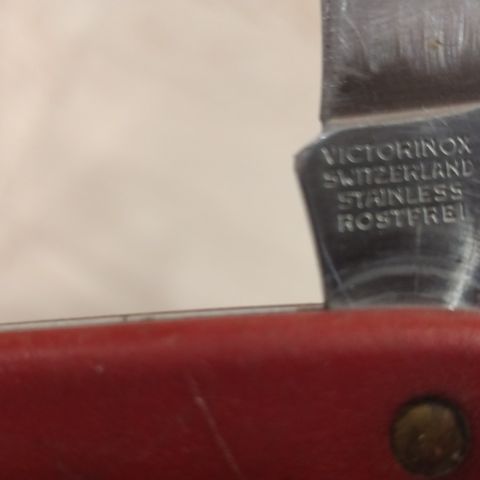 VICTORINOX
SWITZERLAND
STAINLESS
ROSTFREI